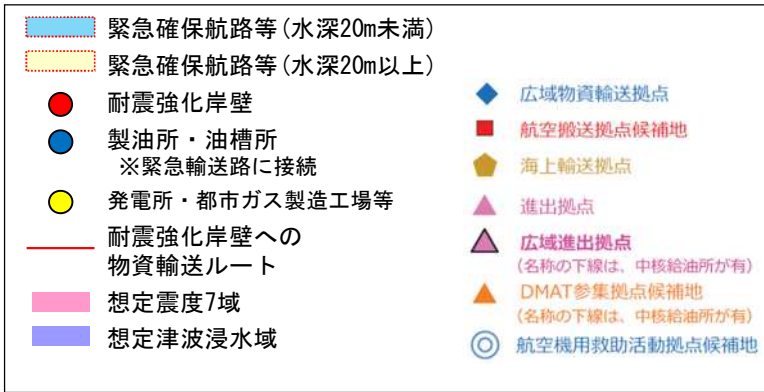 緊急確保航路等(水深20m未満)
緊急確保航路等(水深20m以上)
耐震強化岸壁
製油所・油槽所
※緊急輸送路に接続
発電所・都市ガス製造工場等
耐震強化岸壁への
物資輸送ルート
想定震度7域
想定津波浸水域
広域物資輸送拠点
航空搬送拠点候補地
海上輸送拠点
進出拠点
広域進出拠点
(名称の下線は、中核給油所が有)
DMAT参集拠点候補地
(名称の下線は、中核給油所が有)
航空機用救助活動拠点候補地